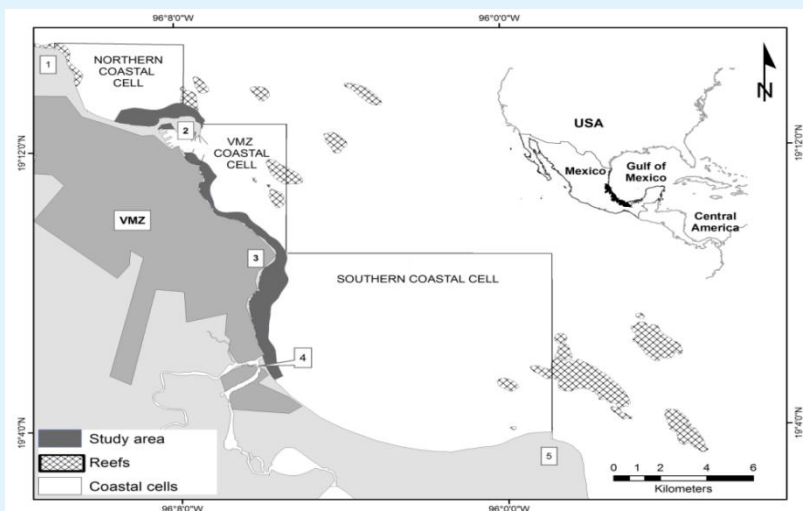 96°8'0"W
96°0'0"W
1
NORTHERN
COASTAL
CELL
N
2
VMZ
COASTAL
CELL
USA
Mexico
Gulf of
Mexico
Central
America
19°12'0"N
19°12'0"N
VMZ
3
SOUTHERN COASTAL CELL
4
19°4'0"N
19°4'0"N
5
Study area
Reefs
Coastal cells
0 1 2 4 6
Kilometers
96°8'0"W
96°0'0"W